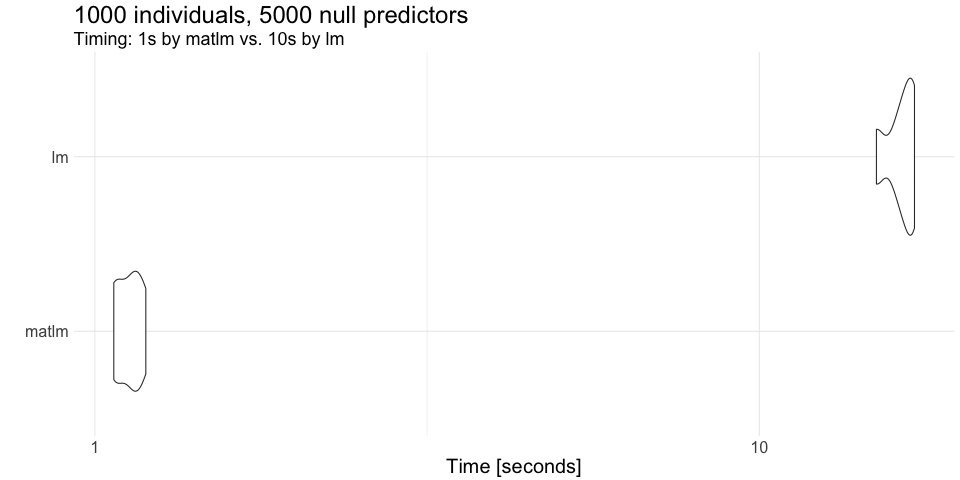 1000 individuals, 5000 null predictors
Timing: 1s by matlm vs. 10s by lm
lm
matlm
1
10
Time [seconds]